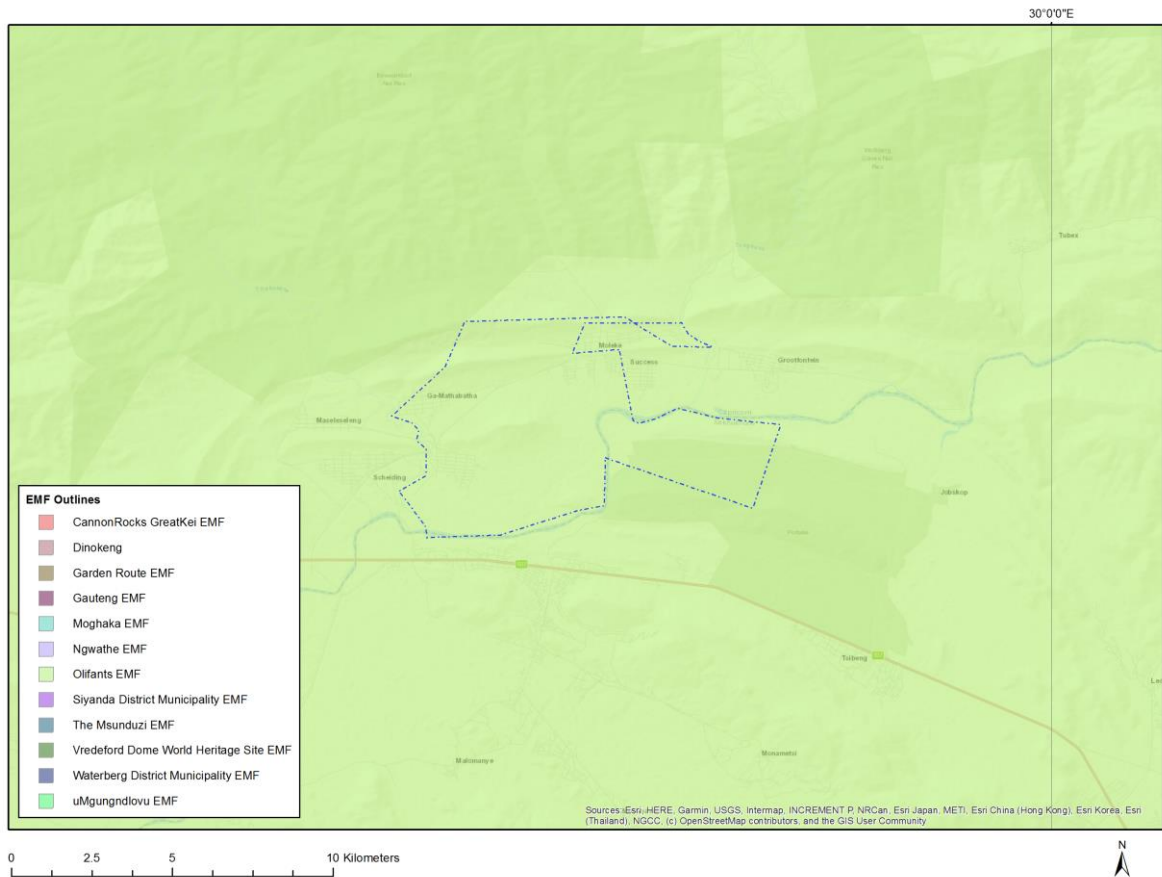 30°0'0"E
Tubex
Moleke
Success
Grootfontein
Ga-Mathabatha
Maseleseleng
Scheiding
Jobskop
Tsibeng
Malomanye
EMF Outlines
CannonRocks GreatKei EMF
Dinokeng
Garden Route EMF
Gauteng EMF
Moghaka EMF
Ngwathe EMF
Olifants EMF
Siyanda District Municipality EMF
The Msunduzi EMF
Vredeford Dome World Heritage Site EMF
Waterberg District Municipality EMF
uMgungndlovu EMF
Sources: Esri, HERE, Garmin, USGS, Intermap, INCREMENT P, NRCan, Esri Japan, METI, Esri China (Hong Kong), Esri Korea, Esri
(Thailand), NGCC, (c) OpenStreetMap contributors, and the GIS User Community
0 2.5 5 10 Kilometers
N